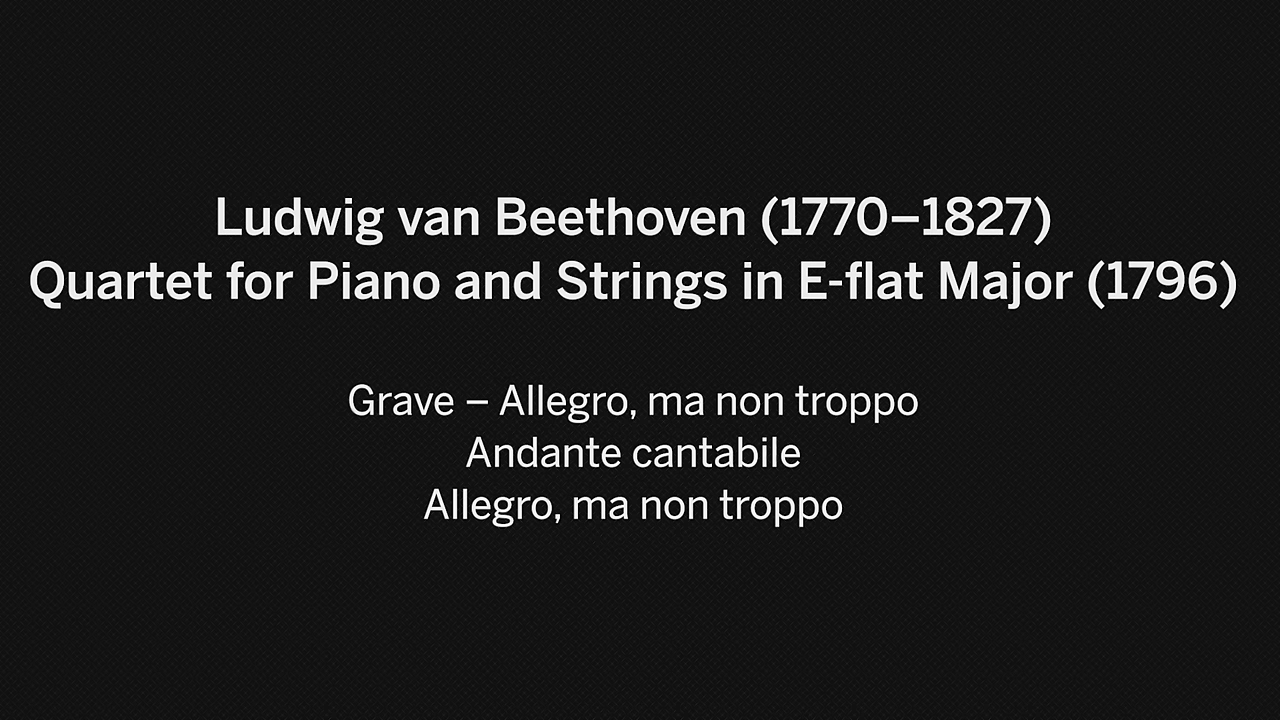 Ludwig van Beethoven (1770–1827)
Quartet for Piano and Strings in E-flat Major (1796)
Grave – Allegro, ma non troppo
Andante cantabile
Allegro, ma non troppo